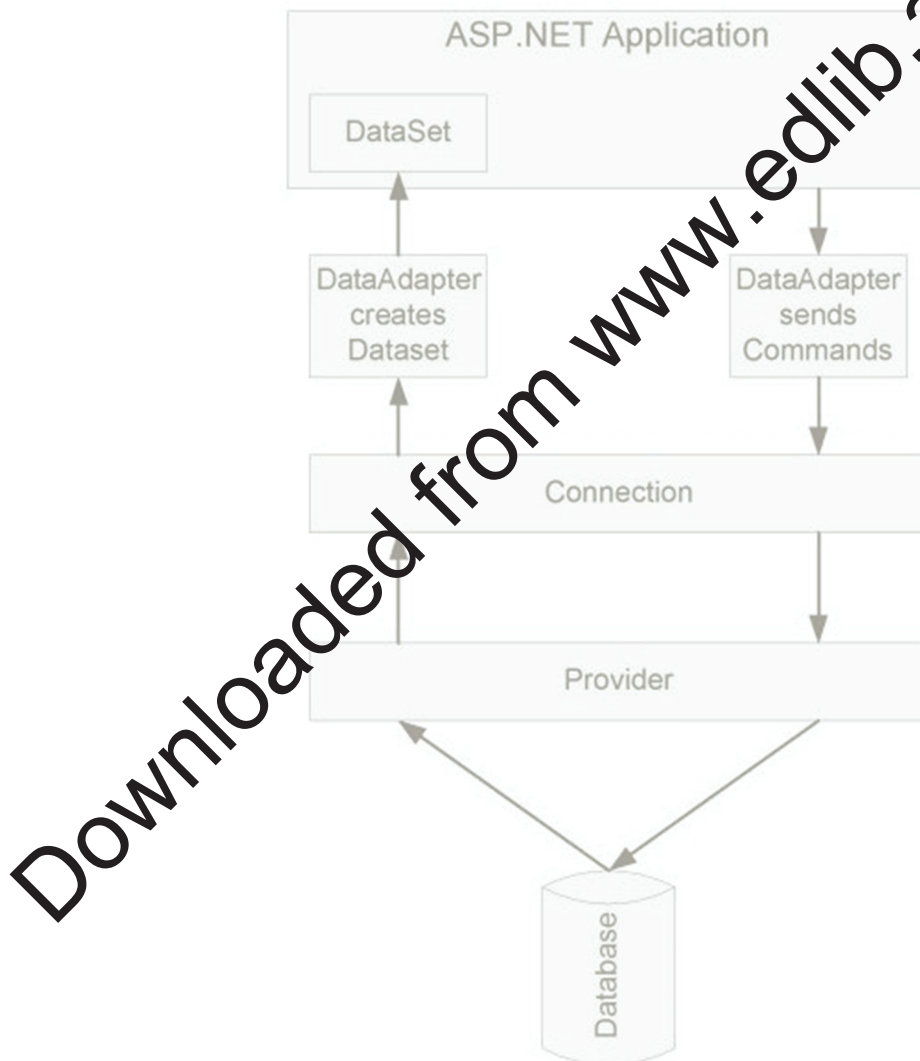 ASP.NET Application
DataSet
DataAdapter
creates
Dataset
DataAdapter
sends
Commands
Connection
Provider
Database
Downloaded from www.edlib.